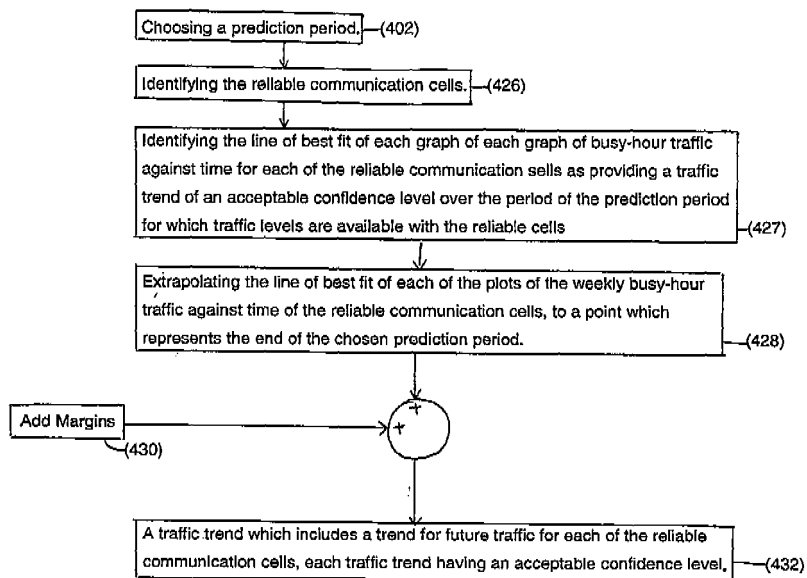 Choosing a prediction period.
(402)
Identifying the reliable communication cells.
(426)
Identifying the line of best fit of each graph of each graph of busy-hour traffic
against time for each of the reliable communication sells as providing a traffic
trend of an acceptable confidence level over the period of the prediction period
for which traffic levels are available with the reliable cells
(427)
Extrapolating the line of best fit of each of the plots of the weekly busy-hour
traffic against time of the reliable communication cells, to a point which
represents the end of the chosen prediction period.
(428)
+
Add Margins
+
(430)
A traffic trend which includes a trend for future traffic for each of the reliable
communication cells, each traffic trend having an acceptable confidence level.
(432)